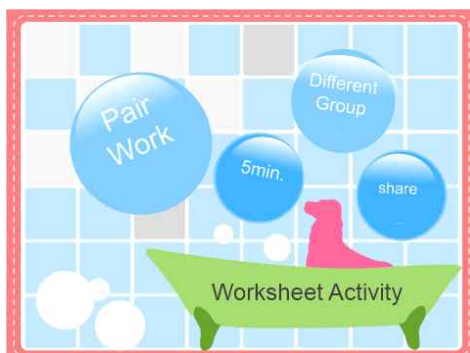 Pair
Work
Different
Group
5min.
share
Worksheet Activity